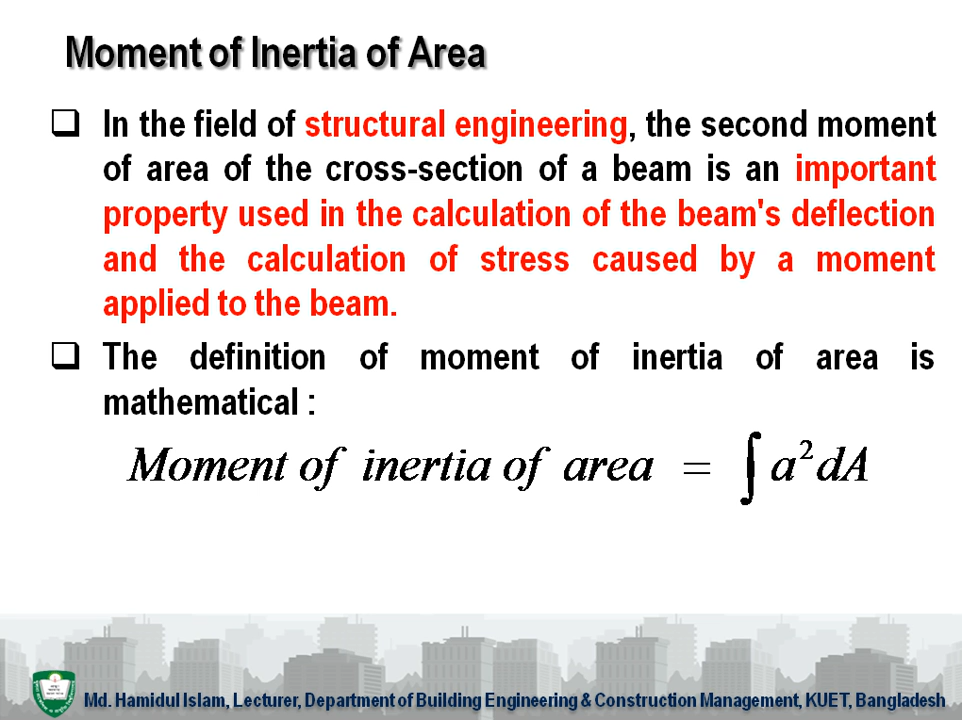 Moment of Inertia of Area
❑ In the field of structural engineering, the second moment
of area of the cross-section of a beam is an important
property used in the calculation of the beam's deflection
and the calculation of stress caused by a moment
applied to the beam.
❑ The definition of moment of inertia of area is
mathematical :
Moment of inertia of area = ∫ a² dA
Md. Hamidul Islam, Lecturer, Department of Building Engineering & Construction Management, KUET, Bangladesh